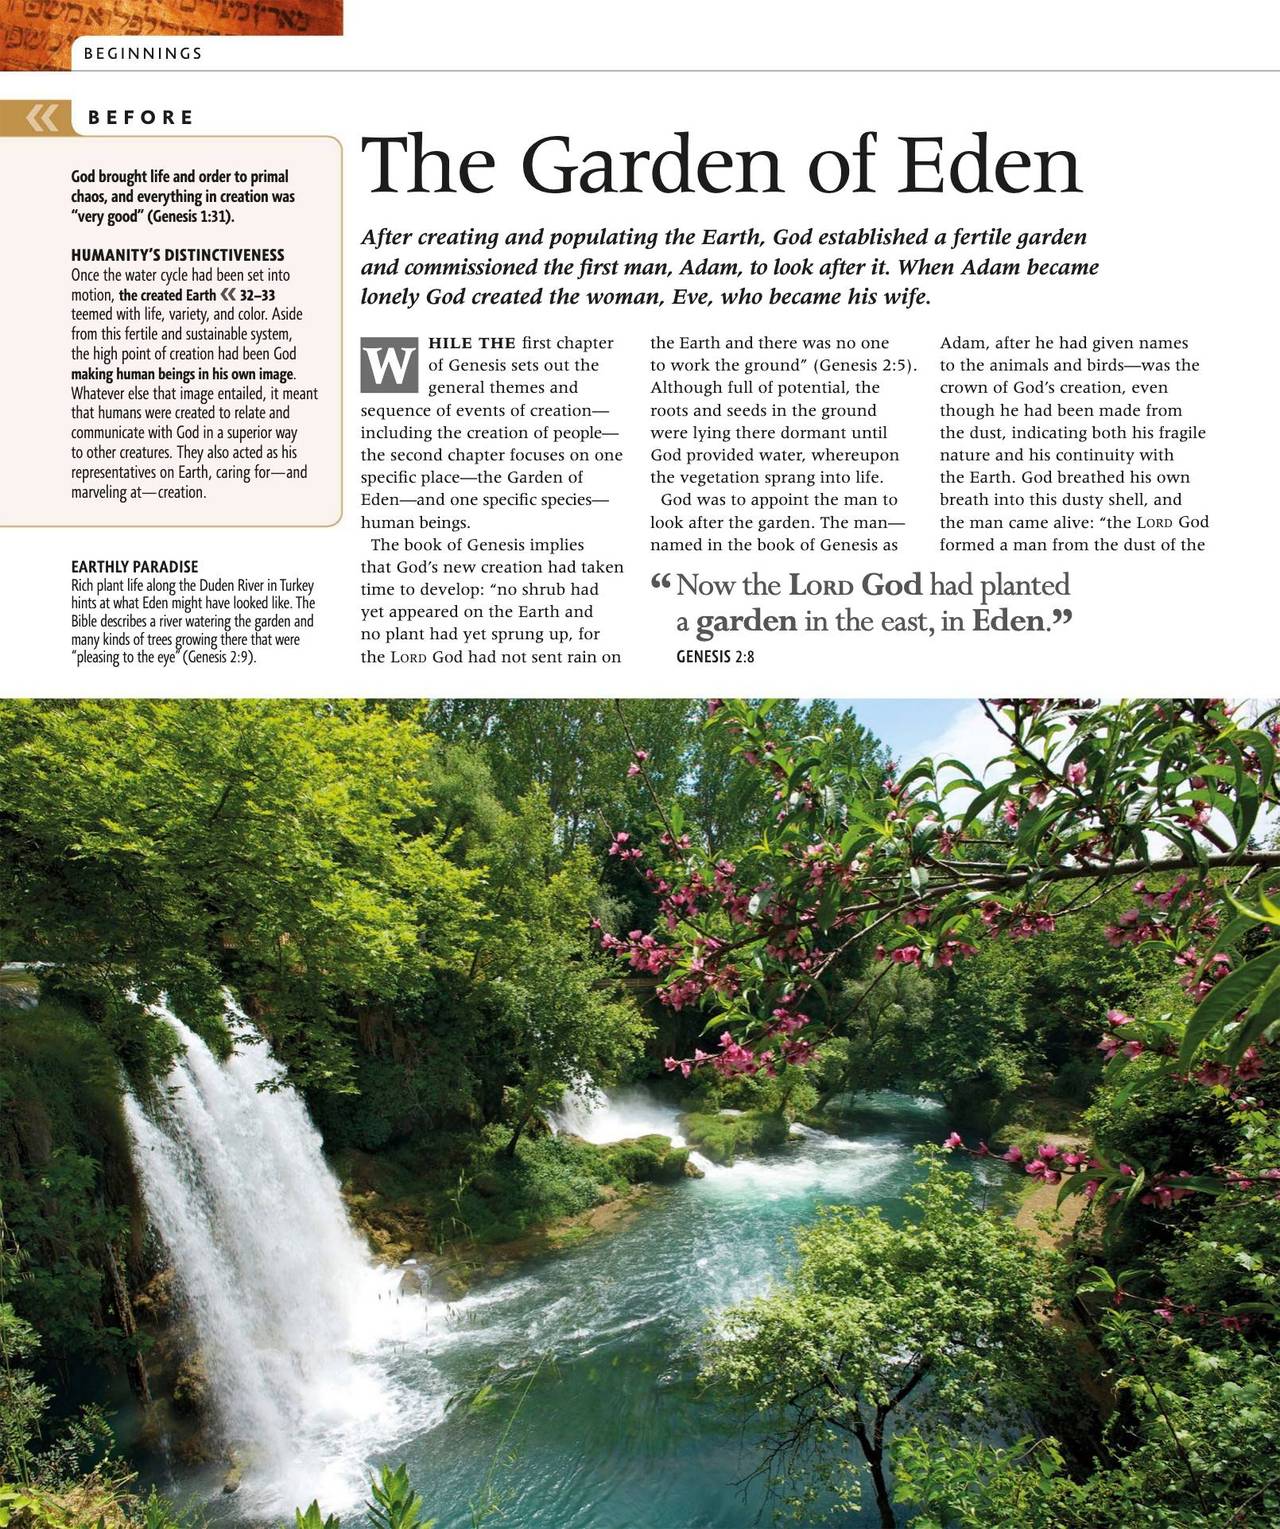 BEGINNINGS
BEFORE
God brought life and order to primal
chaos, and everything in creation was
“very good” (Genesis 1:31).
HUMANITY’S DISTINCTIVENESS
Once the water cycle had been set into
motion, the created Earth « 32–33
teemed with life, variety, and color. Aside
from this fertile and sustainable system,
the high point of creation had been God
making human beings in his own image.
Whatever else that image entailed, it meant
that humans were created to relate and
communicate with God in a superior way
to other creatures. They also acted as his
representatives on Earth, caring for—and
marveling at—creation.
EARTHLY PARADISE
Rich plant life along the Duden River in Turkey
hints at what Eden might have looked like. The
Bible describes a river watering the garden and
many kinds of trees growing there that were
“pleasing to the eye” (Genesis 2:9).
The Garden of Eden
After creating and populating the Earth, God established a fertile garden
and commissioned the first man, Adam, to look after it. When Adam became
lonely God created the woman, Eve, who became his wife.
WHILE THE first chapter
of Genesis sets out the
general themes and
sequence of events of creation—
including the creation of people—
the second chapter focuses on one
specific place—the Garden of
Eden—and one specific species—
human beings.
The book of Genesis implies
that God’s new creation had taken
time to develop: “no shrub had
yet appeared on the Earth and
no plant had yet sprung up, for
the LORD God had not sent rain on
the Earth and there was no one
to work the ground” (Genesis 2:5).
Although full of potential, the
roots and seeds in the ground
were lying there dormant until
God provided water, whereupon
the vegetation sprang into life.
God was to appoint the man to
look after the garden. The man—
named in the book of Genesis as
Adam, after he had given names
to the animals and birds—was the
crown of God’s creation, even
though he had been made from
the dust, indicating both his fragile
nature and his continuity with
the Earth. God breathed his own
breath into this dusty shell, and
the man came alive: “the LORD God
formed a man from the dust of the
“Now the LORD God had planted
a garden in the east, in Eden.”
GENESIS 2:8